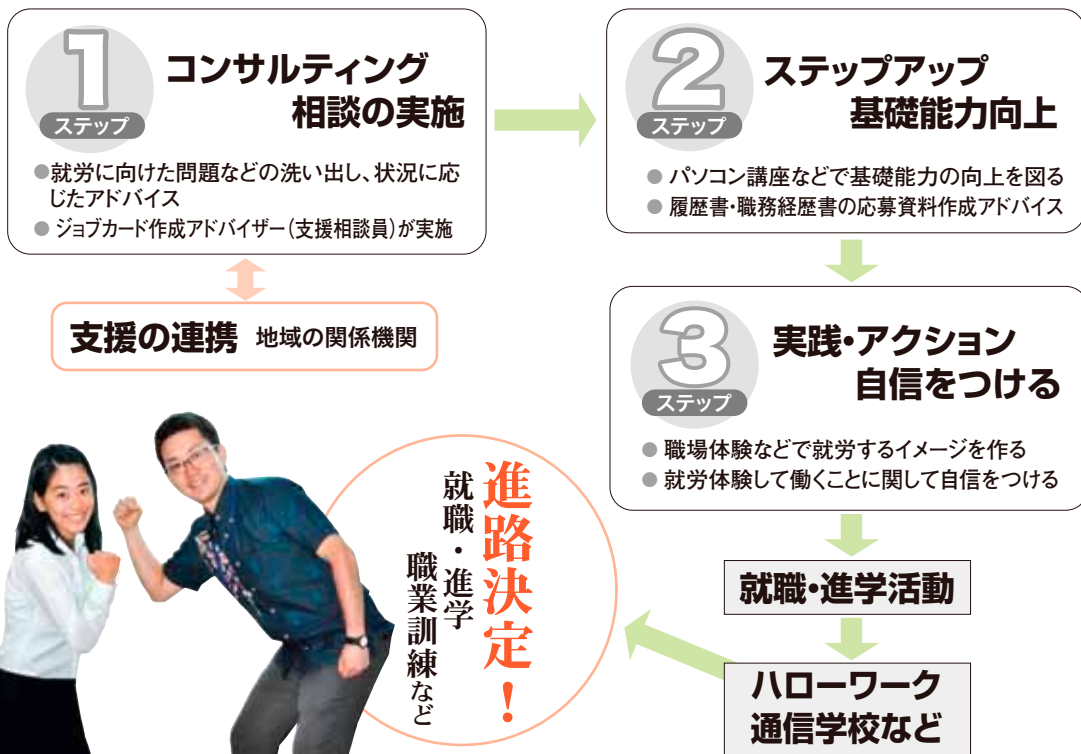 1
ステップ
コンサルティング
相談の実施
●就労に向けた問題などの洗い出し、状況に応
じたアドバイス
●ジョブカード作成アドバイザー(支援相談員)が実施
支援の連携 地域の関係機関
2
ステップ
ステップアップ
基礎能力向上
●パソコン講座などで基礎能力の向上を図る
●履歴書・職務経歴書の応募資料作成アドバイス
3
ステップ
実践・アクション
自信をつける
●職場体験などで就労するイメージを作る
●就労体験して働くことに関して自信をつける
就職・進学活動
ハローワーク
通信学校など
進路決定!
就職・進学
職業訓練など